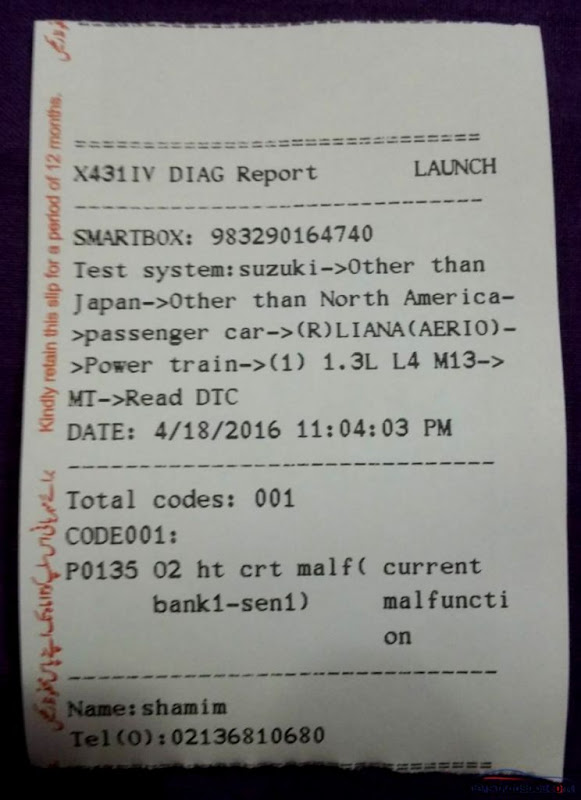 ==================================
X431IV DIAG Report LAUNCH
----------------------------------
SMARTBOX: 983290164740
Test system:suzuki->Other than
Japan->Other than North America-
>passenger car->(R)LIANA(AERIO)-
>Power train->(1) 1.3L L4 M13->
MT->Read DTC
DATE: 4/18/2016 11:04:03 PM
----------------------------------
Total codes: 001
CODE001:
P0135 O2 ht crt malf( current
bank1-sen1) malfuncti
on
----------------------------------
Name:shamim
Tel(O):02136810680
==================================
Kindly retain this slip for a period of 12 months.